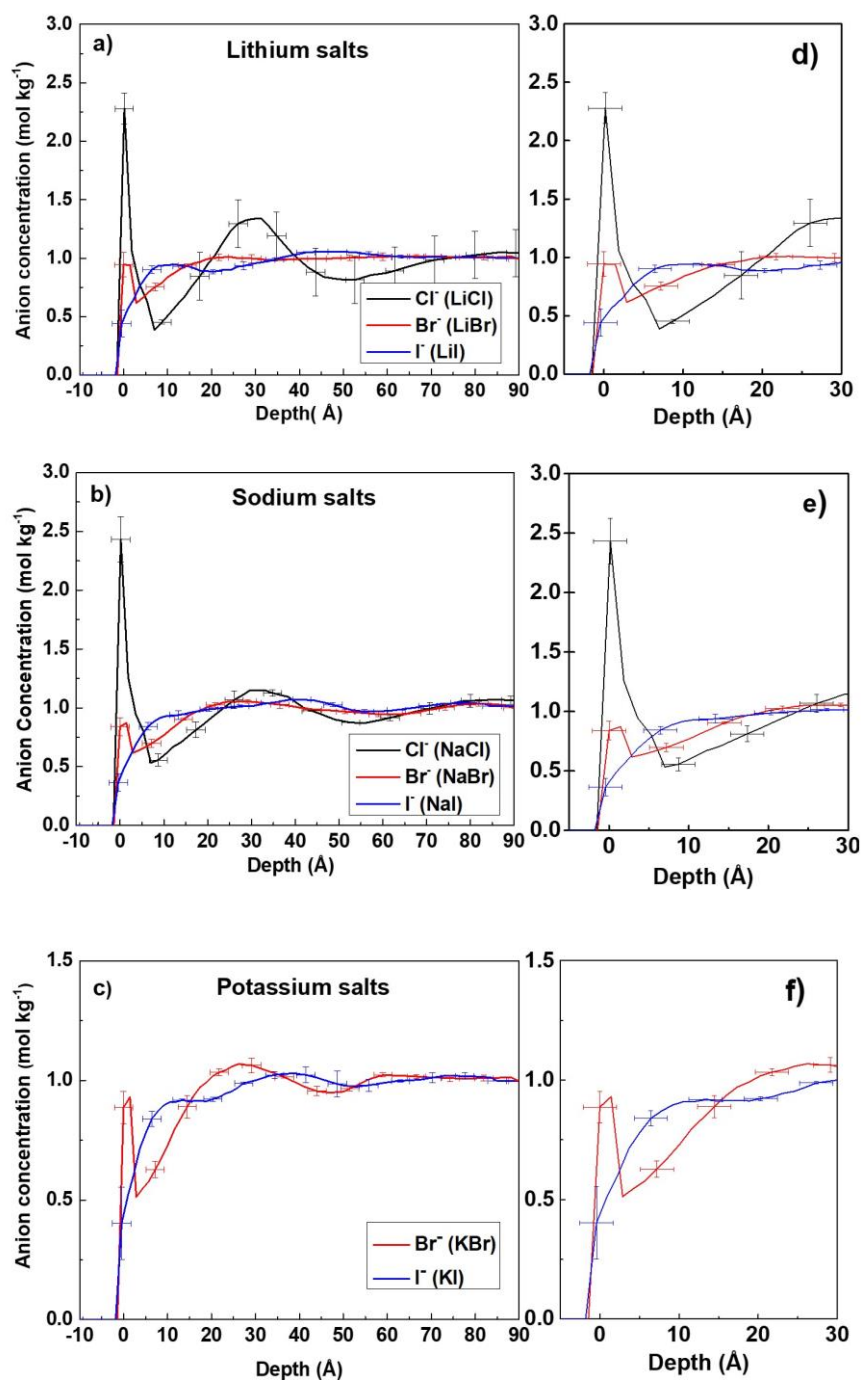 a)
Lithium salts
3.0
2.5
2.0
1.5
1.0
0.5
0.0
Anion concentration (mol kg⁻¹)
Cl⁻ (LiCl)
Br⁻ (LiBr)
I⁻ (LiI)
-10 0 10 20 30 40 50 60 70 80 90
Depth( Å)
d)
3.0
2.5
2.0
1.5
1.0
0.5
0.0
0 10 20 30
Depth (Å)
b)
Sodium salts
3.0
2.5
2.0
1.5
1.0
0.5
0.0
Anion Concentration (mol kg⁻¹)
Cl⁻ (NaCl)
Br⁻ (NaBr)
I⁻ (NaI)
-10 0 10 20 30 40 50 60 70 80 90
Depth (Å)
e)
3.0
2.5
2.0
1.5
1.0
0.5
0.0
0 10 20 30
Depth (Å)
c)
Potassium salts
1.5
1.0
0.5
0.0
Anion concentration (mol kg⁻¹)
Br⁻ (KBr)
I⁻ (KI)
-10 0 10 20 30 40 50 60 70 80 90
Depth (Å)
f)
1.5
1.0
0.5
0.0
0 10 20 30
Depth (Å)